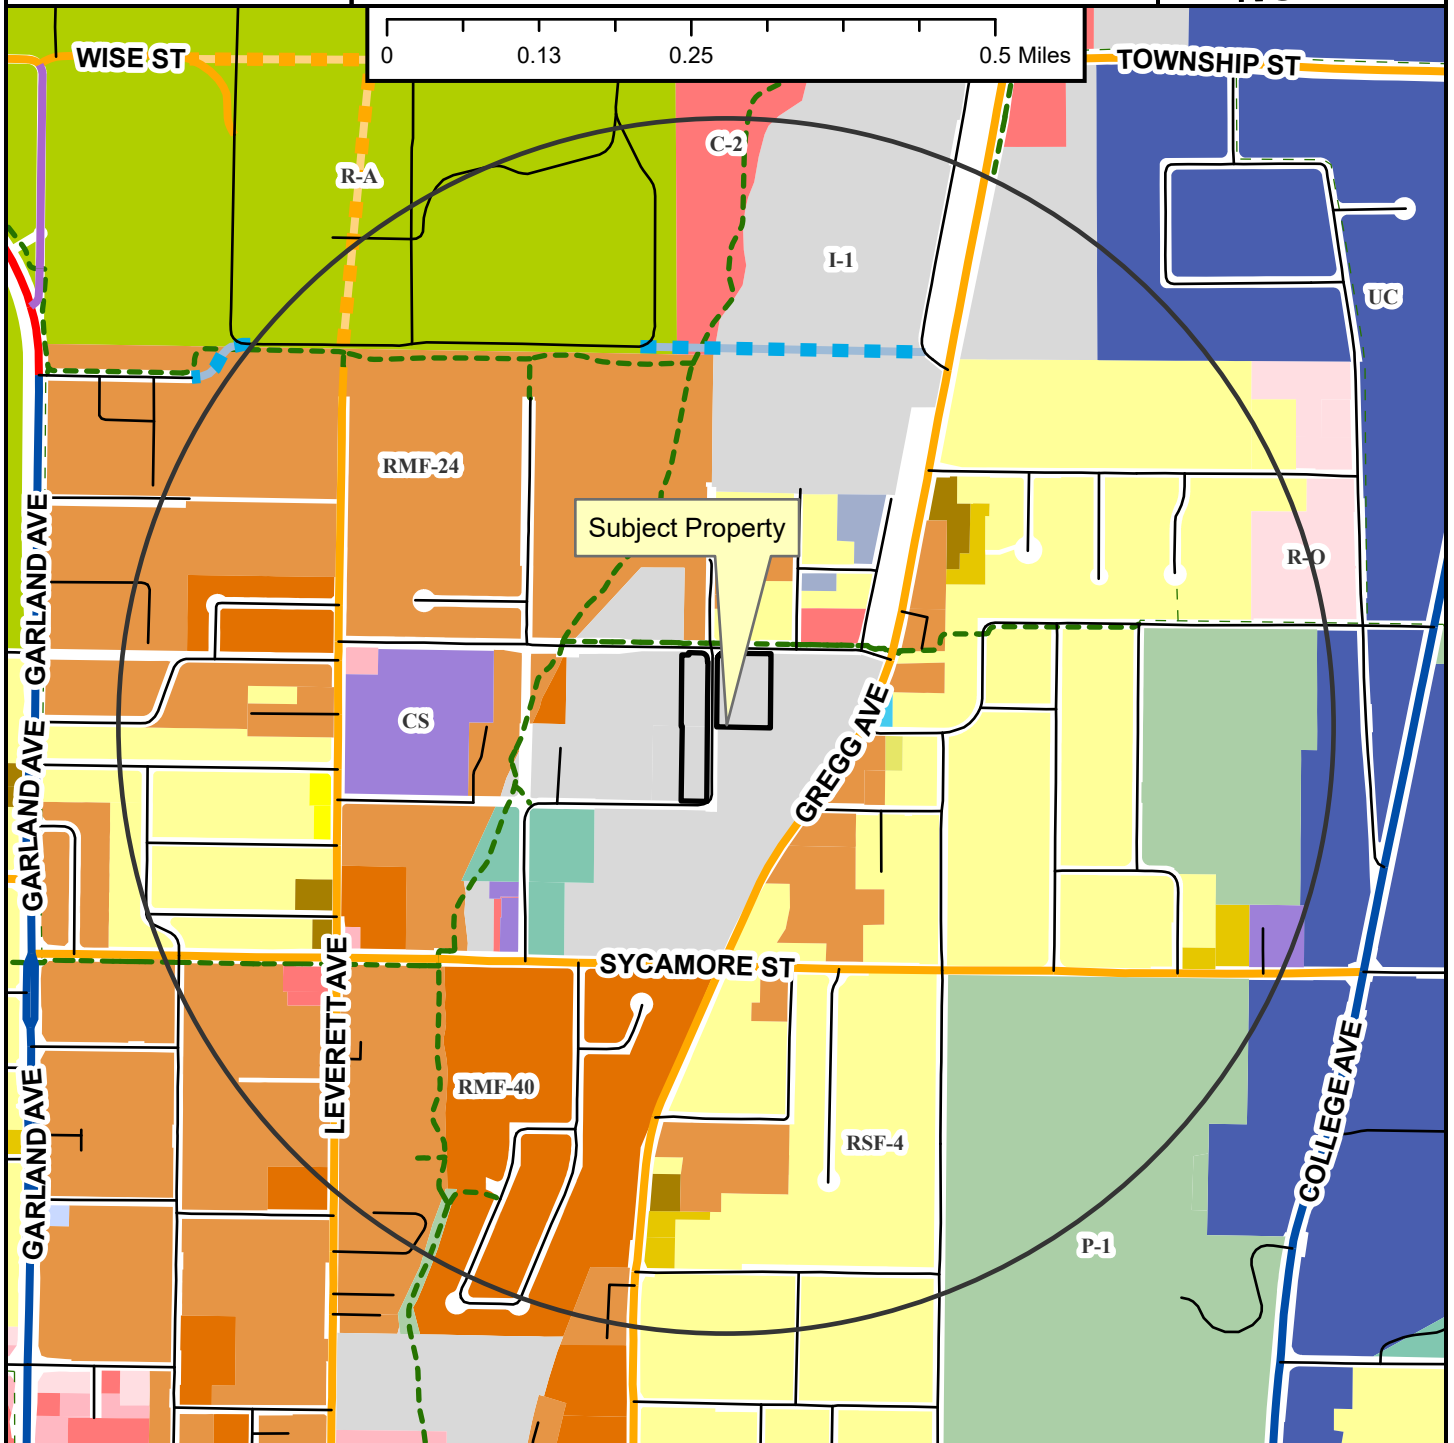 0 0.13 0.25 0.5 Miles
WISE ST
TOWNSHIP ST
C-2
R-A
I-1
UC
RMF-24
Subject Property
R-O
GARLAND AVE
CS
GREGG AVE
GARLAND AVE
SYCAMORE ST
LEVERETT AVE
RMF-40
RSF-4
COLLEGE AVE
GARLAND AVE
P-1